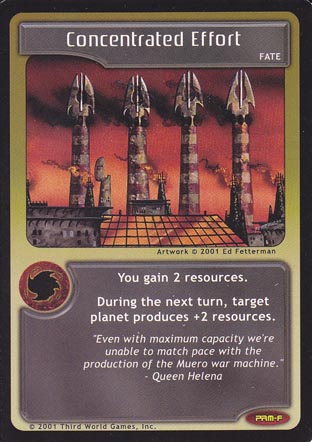 Concentrated Effort
FATE
Artwork © 2001 Ed Fetterman
You gain 2 resources.
During the next turn, target
planet produces +2 resources.
"Even with maximum capacity we're
unable to match pace with the
production of the Muero war machine."
- Queen Helena
© 2001 Third World Games, Inc.
PRM-F